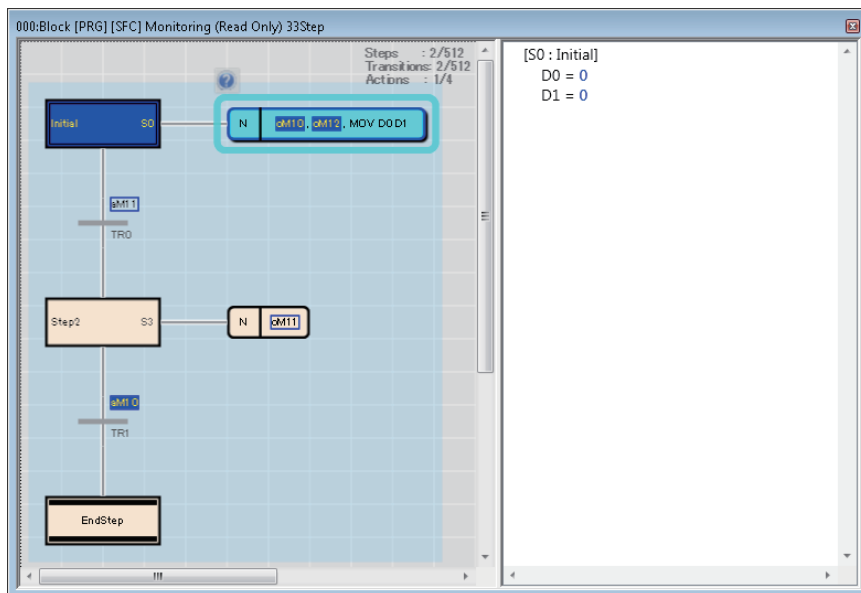 000:Block [PRG] [SFC] Monitoring (Read Only) 33Step
Steps : 2/512
Transitions: 2/512
Actions : 1/4
?
Initial S0
N oM10, oM12, MOV D0 D1
aM11
TR0
Step2 S3
N oM11
aM10
TR1
EndStep
[S0 : Initial]
D0 = 0
D1 = 0